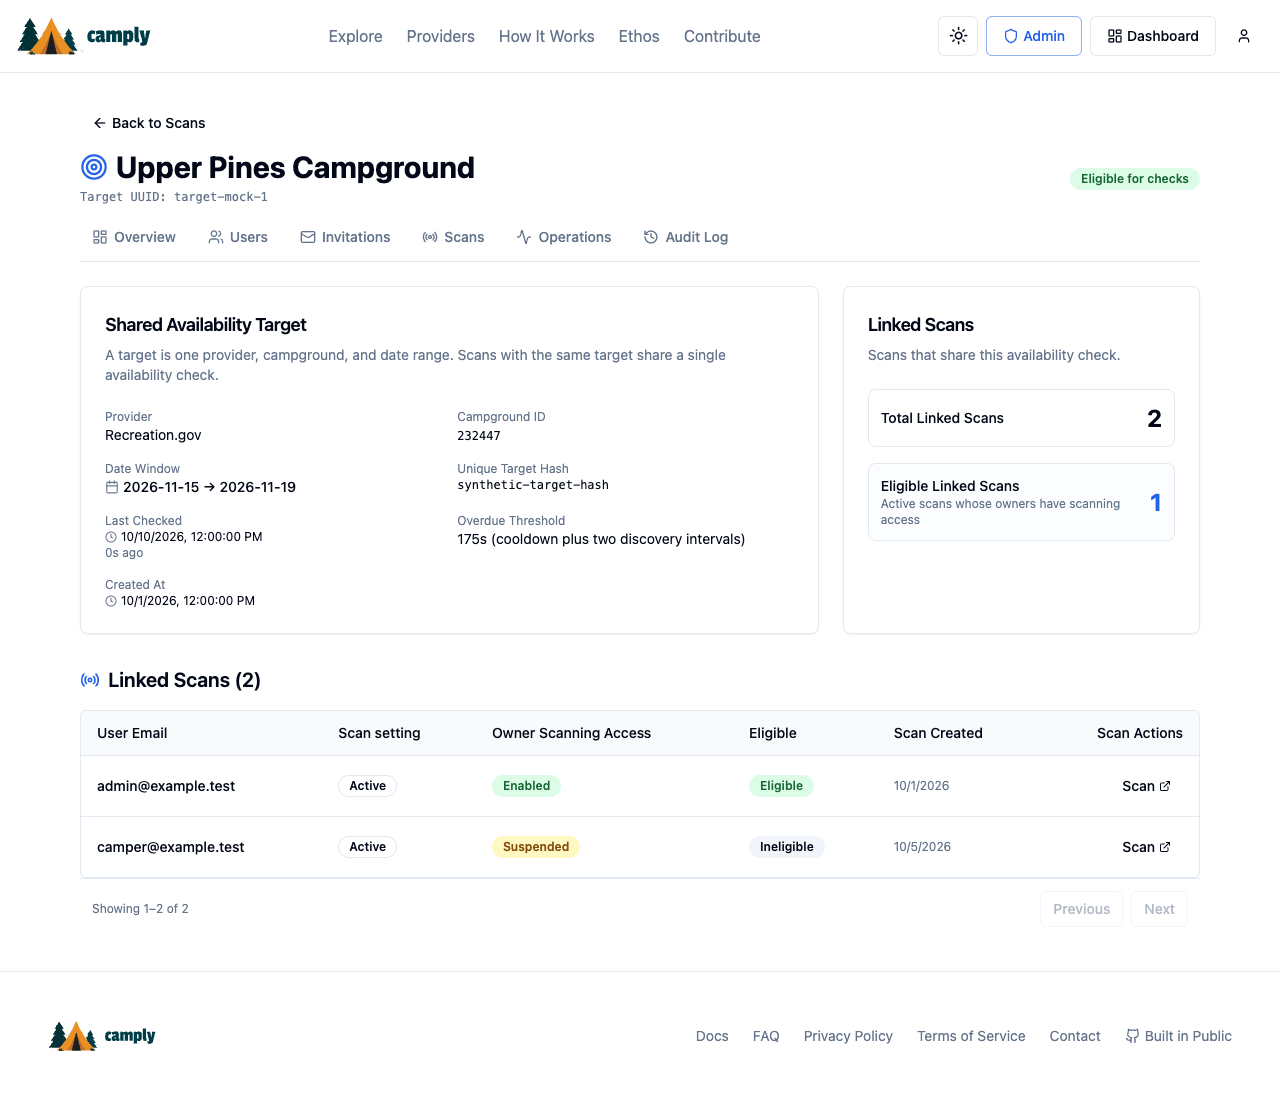 camply
Explore
Providers
How It Works
Ethos
Contribute
Admin
Dashboard
Back to Scans
Upper Pines Campground
Target UUID: target-mock-1
Eligible for checks
Overview
Users
Invitations
Scans
Operations
Audit Log
Shared Availability Target
A target is one provider, campground, and date range. Scans with the same target share a single
availability check.
Provider
Recreation.gov
Campground ID
232447
Date Window
2026-11-15 → 2026-11-19
Unique Target Hash
synthetic-target-hash
Last Checked
10/10/2026, 12:00:00 PM
0s ago
Overdue Threshold
175s (cooldown plus two discovery intervals)
Created At
10/1/2026, 12:00:00 PM
Linked Scans
Scans that share this availability check.
Total Linked Scans
2
Eligible Linked Scans
Active scans whose owners have scanning
access
1
Linked Scans (2)
User Email Scan setting Owner Scanning Access Eligible Scan Created Scan Actions
admin@example.test Active Enabled Eligible 10/1/2026 Scan
camper@example.test Active Suspended Ineligible 10/5/2026 Scan
Showing 1–2 of 2
Previous
Next
camply
Docs
FAQ
Privacy Policy
Terms of Service
Contact
Built in Public